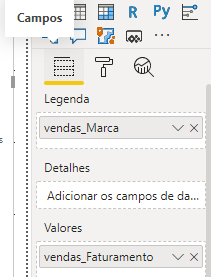 Campos
R
Py
Legenda
vendas_Marca
Detalhes
Adicionar os campos de da...
Valores
vendas_Faturamento